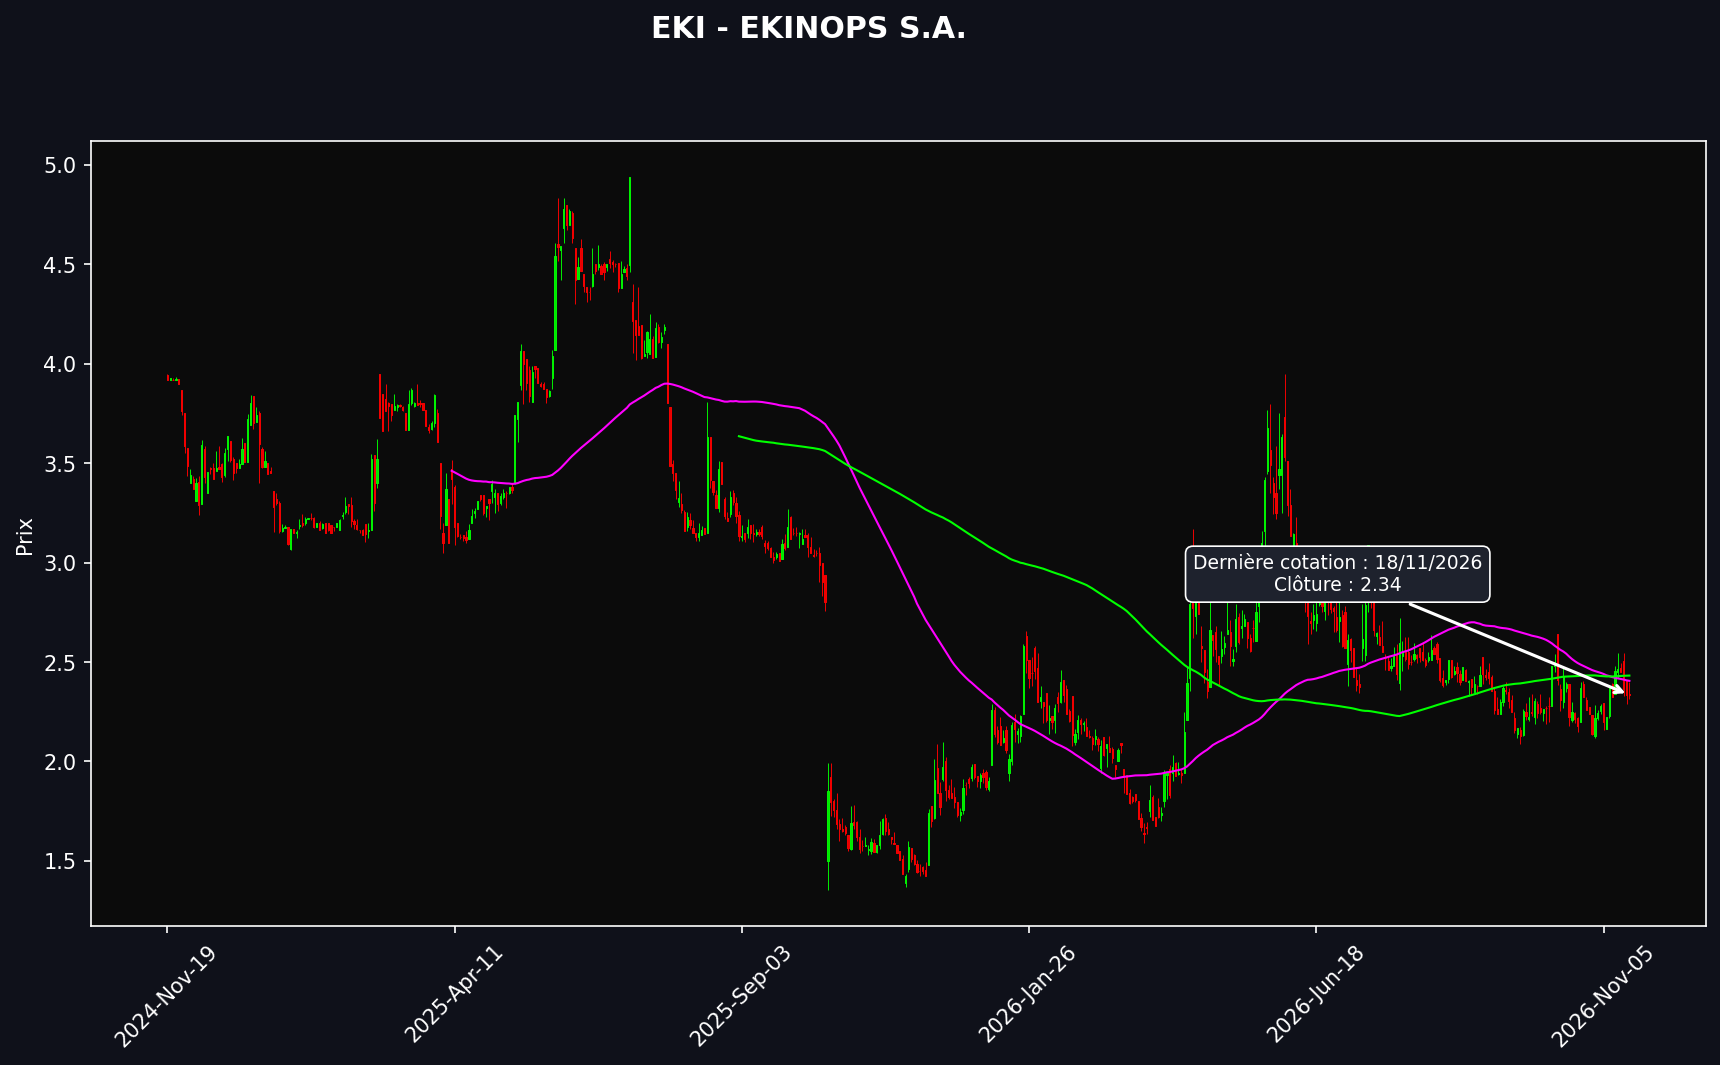 EKI - EKINOPS S.A.
Prix
5.0
4.5
4.0
3.5
3.0
2.5
2.0
1.5
Dernière cotation : 18/11/2026
Clôture : 2.34
2024-Nov-19
2025-Apr-11
2025-Sep-03
2026-Jan-26
2026-Jun-18
2026-Nov-05